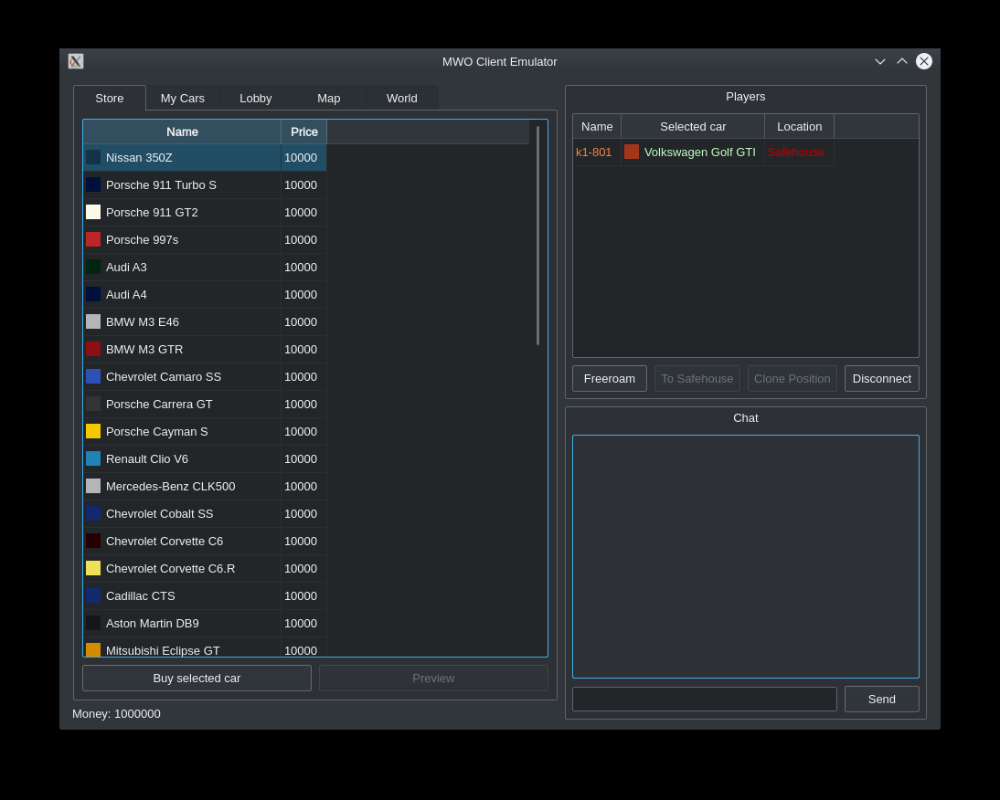 MWO Client Emulator
Store My Cars Lobby Map World
Name Price
Nissan 350Z 10000
Porsche 911 Turbo S 10000
Porsche 911 GT2 10000
Porsche 997s 10000
Audi A3 10000
Audi A4 10000
BMW M3 E46 10000
BMW M3 GTR 10000
Chevrolet Camaro SS 10000
Porsche Carrera GT 10000
Porsche Cayman S 10000
Renault Clio V6 10000
Mercedes-Benz CLK500 10000
Chevrolet Cobalt SS 10000
Chevrolet Corvette C6 10000
Chevrolet Corvette C6.R 10000
Cadillac CTS 10000
Aston Martin DB9 10000
Mitsubishi Eclipse GT 10000
Buy selected car Preview
Money: 1000000
Players
Name Selected car Location
k1-801 Volkswagen Golf GTI Safehouse
Freeroam To Safehouse Clone Position Disconnect
Chat
Send